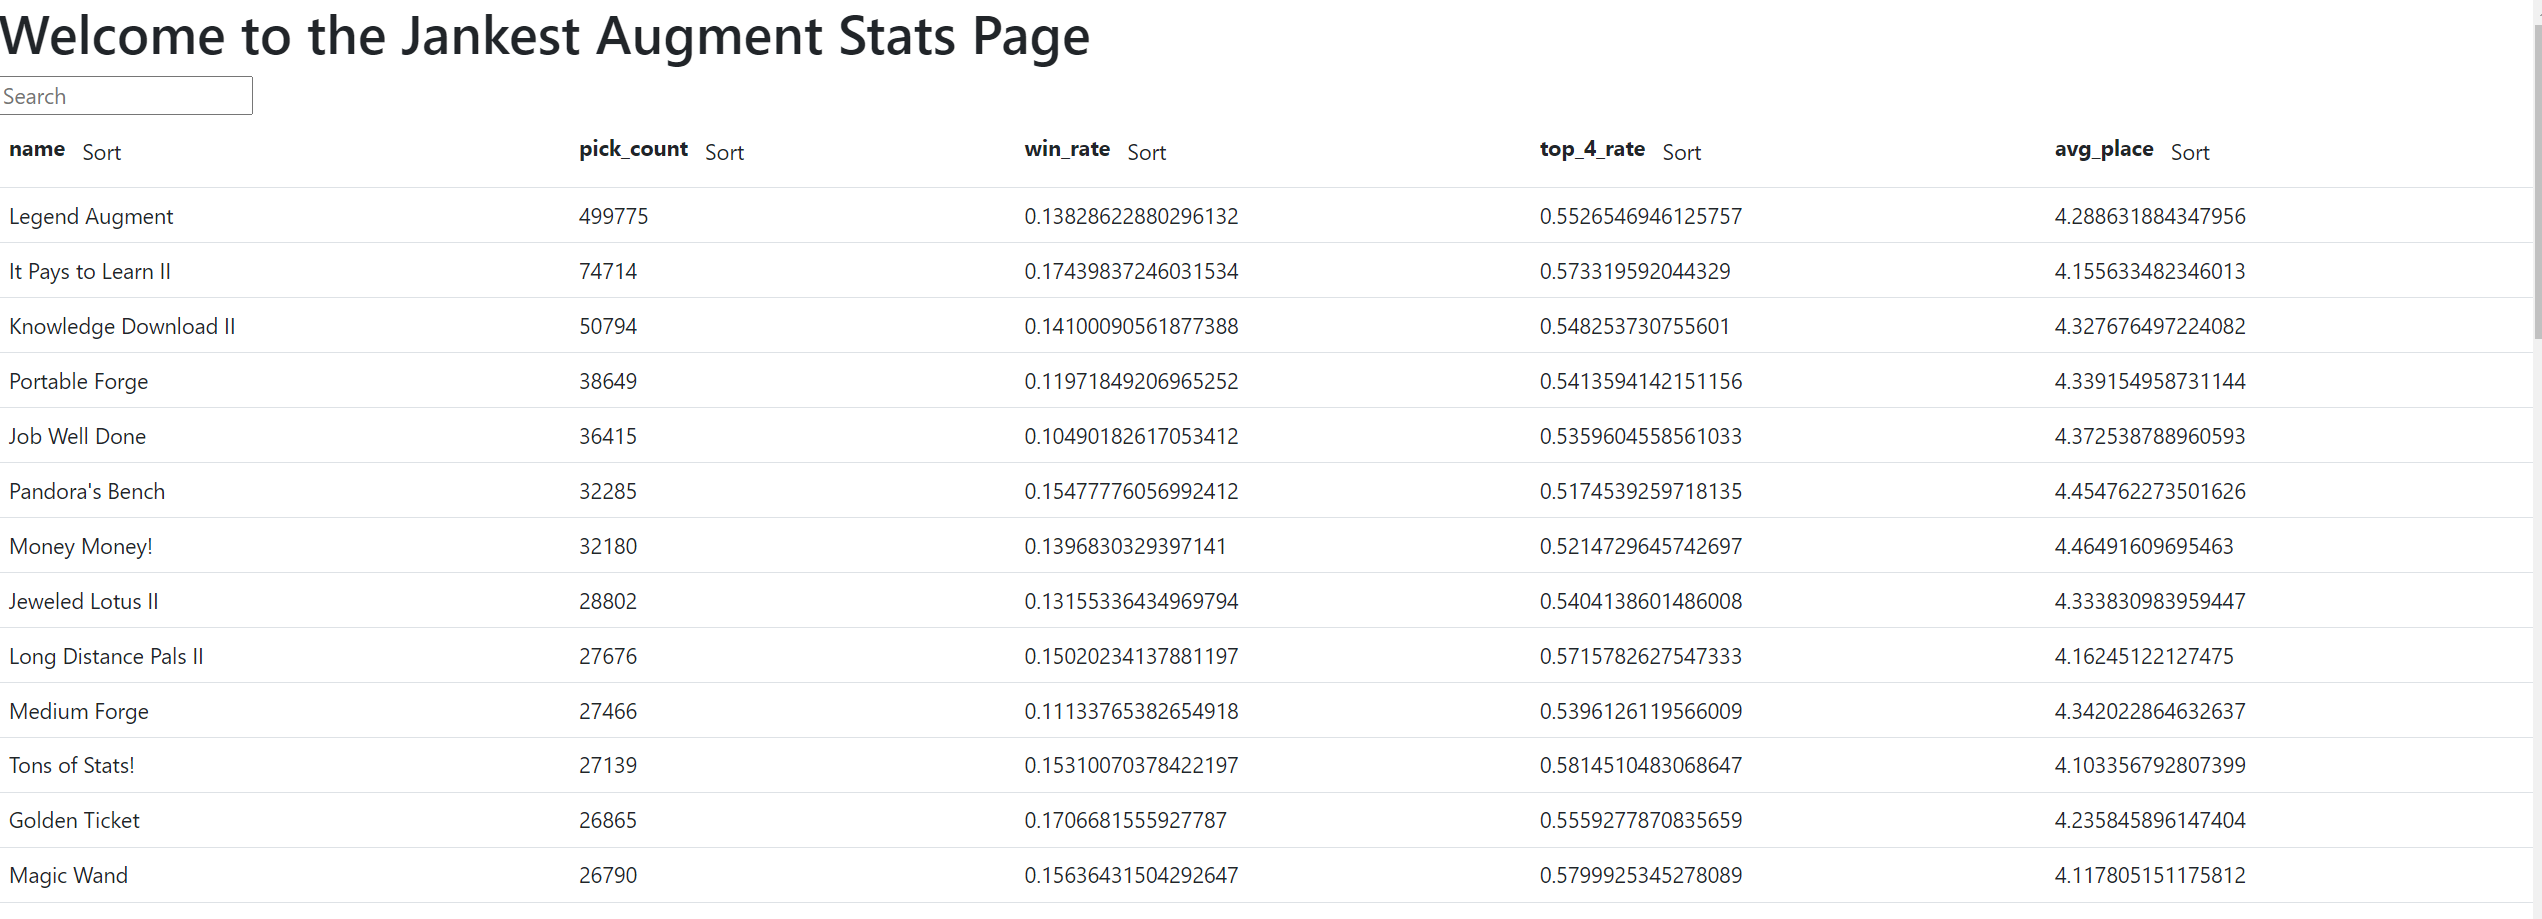 Welcome to the Jankest Augment Stats Page
Search
name Sort pick_count Sort win_rate Sort top_4_rate Sort avg_place Sort
Legend Augment 499775 0.13828622880296132 0.5526546946125757 4.288631884347956
It Pays to Learn II 74714 0.17439837246031534 0.573319592044329 4.155633482346013
Knowledge Download II 50794 0.14100090561877388 0.548253730755601 4.327676497224082
Portable Forge 38649 0.11971849206965252 0.5413594142151156 4.339154958731144
Job Well Done 36415 0.10490182617053412 0.5359604558561033 4.372538788960593
Pandora's Bench 32285 0.15477776056992412 0.5174539259718135 4.454762273501626
Money Money! 32180 0.1396830329397141 0.5214729645742697 4.46491609695463
Jeweled Lotus II 28802 0.13155336434969794 0.5404138601486008 4.333830983959447
Long Distance Pals II 27676 0.15020234137881197 0.5715782627547333 4.16245122127475
Medium Forge 27466 0.11133765382654918 0.5396126119566009 4.342022864632637
Tons of Stats! 27139 0.15310070378422197 0.5814510483068647 4.103356792807399
Golden Ticket 26865 0.1706681555927787 0.5559277870835659 4.235845896147404
Magic Wand 26790 0.15636431504292647 0.5799925345278089 4.117805151175812